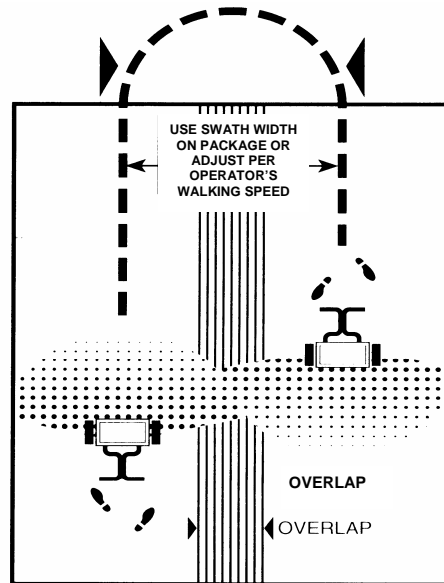 USE SWATH WIDTH
ON PACKAGE OR
ADJUST PER
OPERATOR'S
WALKING SPEED
OVERLAP
OVERLAP